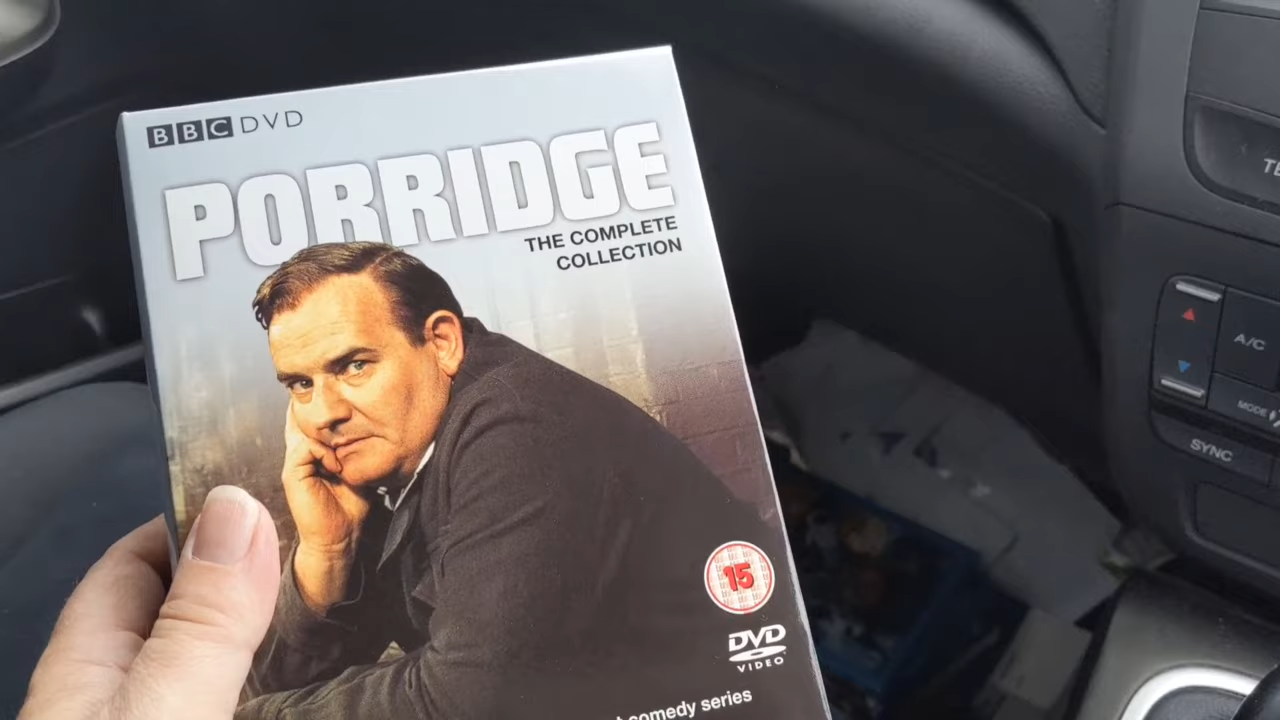 BBC DVD
PORRIDGE
THE COMPLETE
COLLECTION
15
DVD
VIDEO
comedy series
A/C
MODE
SYNC